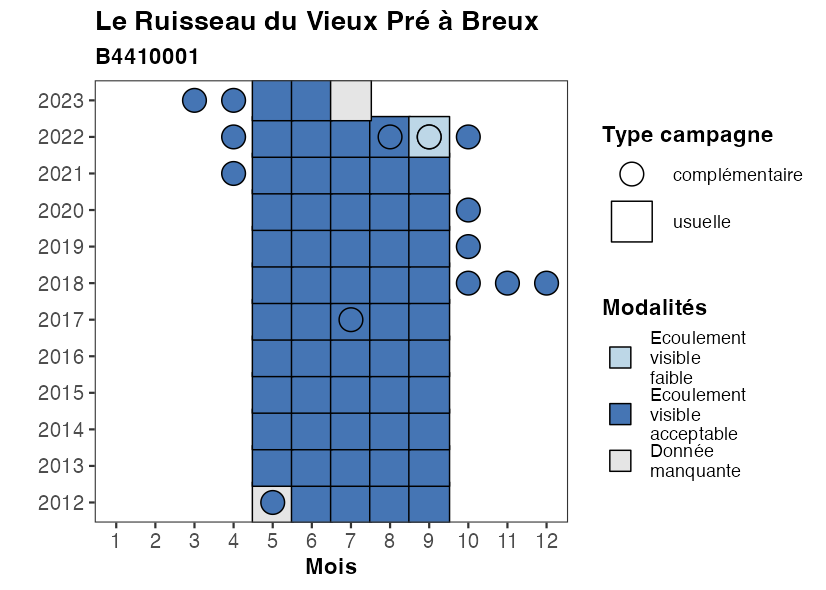 Le Ruisseau du Vieux Pré à Breux
B4410001
2023
2022
2021
2020
2019
2018
2017
2016
2015
2014
2013
2012
1 2 3 4 5 6 7 8 9 10 11 12
Mois
Type campagne
complémentaire
usuelle
Modalités
Ecoulement
visible
faible
Ecoulement
visible
acceptable
Donnée
manquante